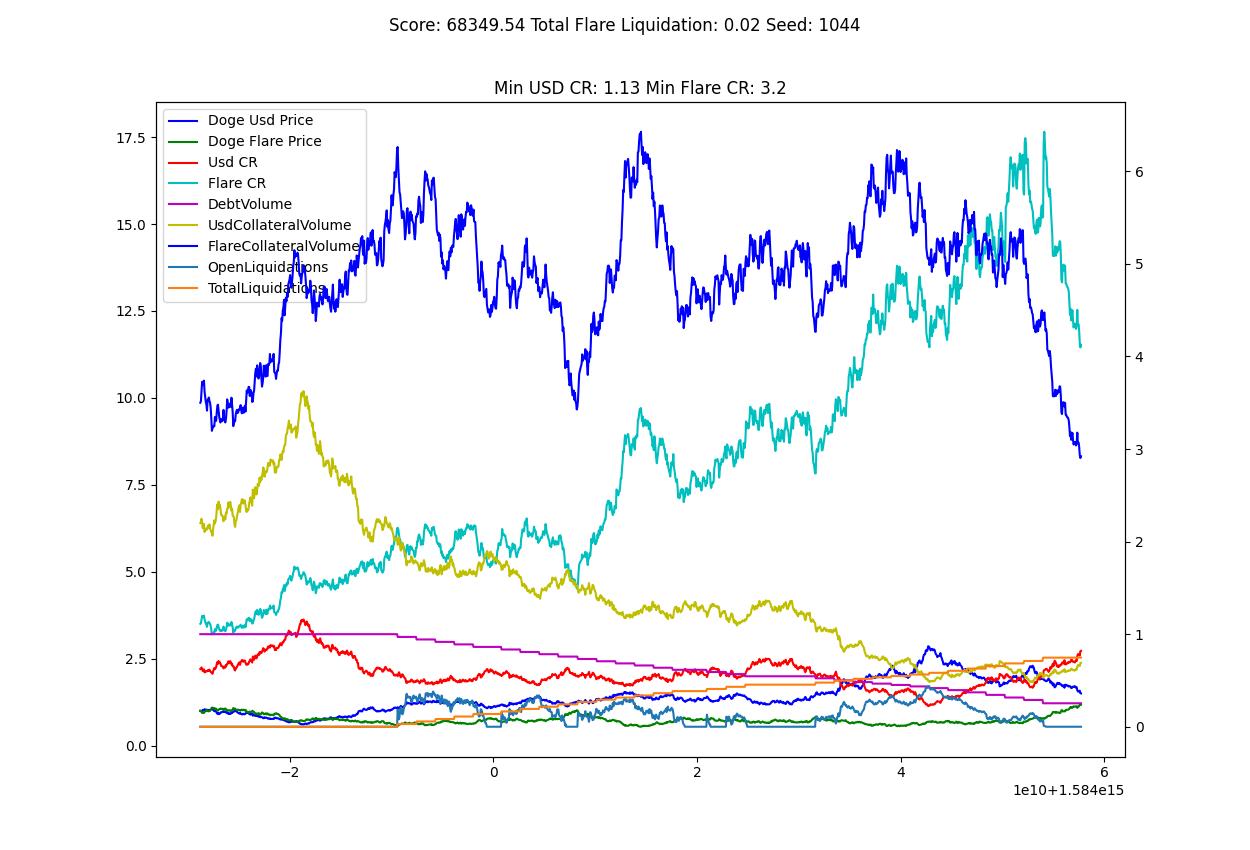 Score: 68349.54 Total Flare Liquidation: 0.02 Seed: 1044
Min USD CR: 1.13 Min Flare CR: 3.2
Doge Usd Price
Doge Flare Price
Usd CR
Flare CR
DebtVolume
UsdCollateralVolume
FlareCollateralVolume
OpenLiquidations
TotalLiquidations
17.5
15.0
12.5
10.0
7.5
5.0
2.5
0.0
6
5
4
3
2
1
0
−2
0
2
4
6
1e10+1.584e15